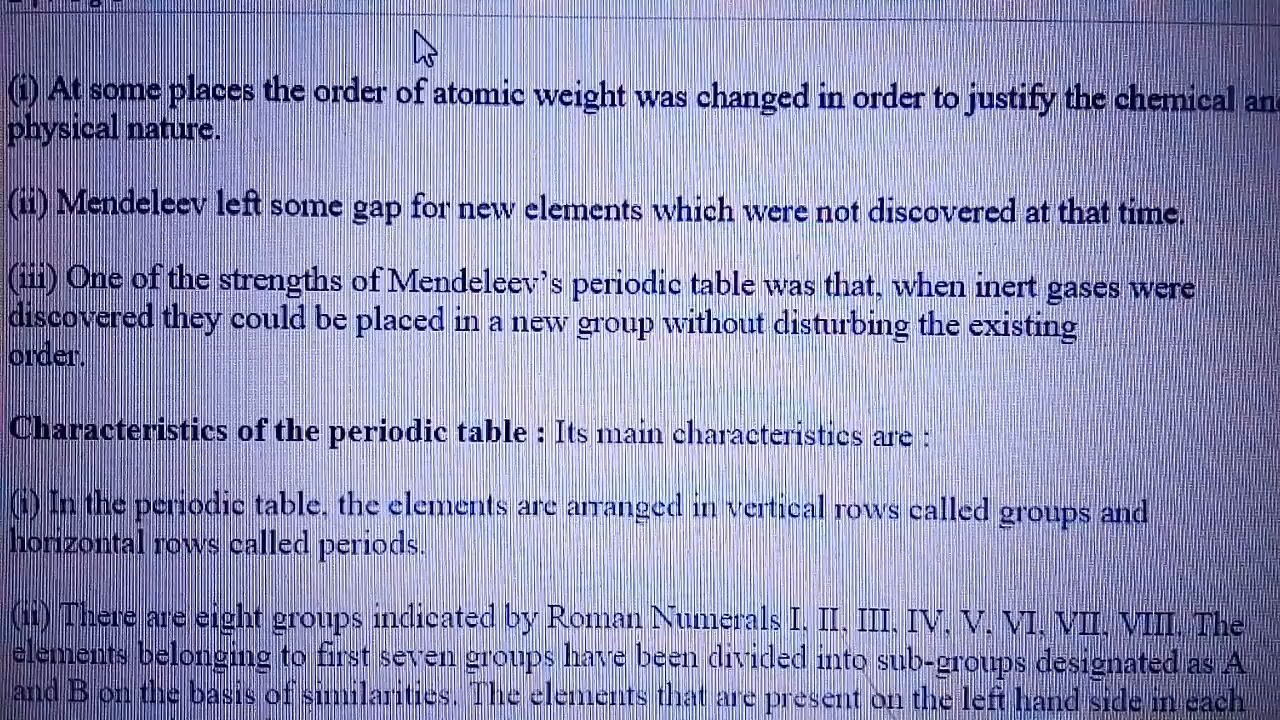 (i) At some places the order of atomic weight was changed in order to justify the chemical an
physical nature.
(ii) Mendeleev left some gap for new elements which were not discovered at that time.
(iii) One of the strengths of Mendeleev's periodic table was that, when inert gases were
discovered they could be placed in a new group without disturbing the existing
order.
Characteristics of the periodic table : Its main characteristics are :
(i) In the periodic table, the elements are arranged in vertical rows called groups and
horizontal rows called periods.
(ii) There are eight groups indicated by Roman Numerals I, II, III, IV, V, VI, VII, VIII. The
elements belonging to first seven groups have been divided into sub-groups designated as A
and B on the basis of similarities. The elements that are present on the left hand side in each